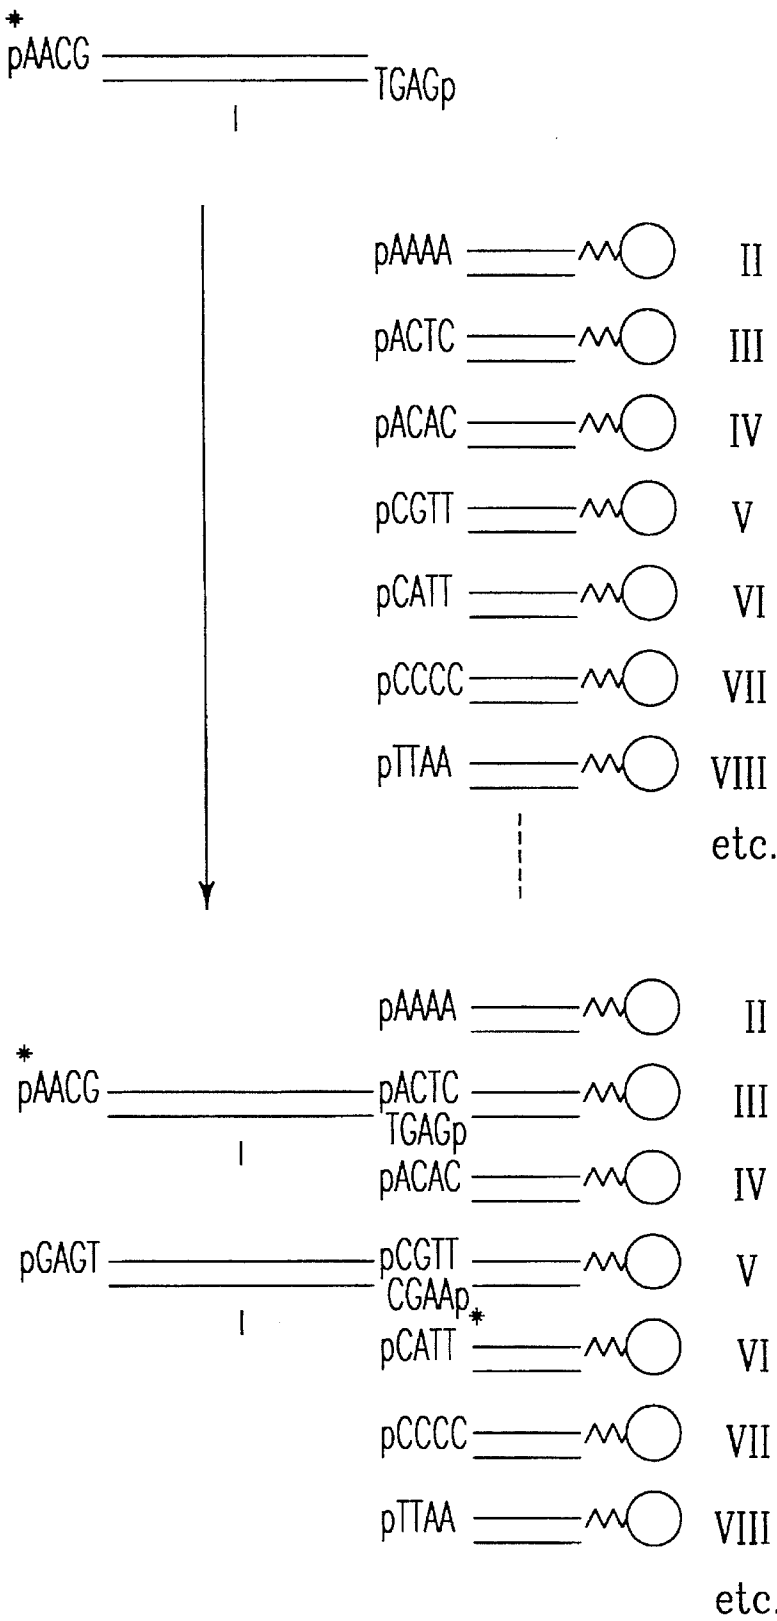 *
pAACG
TGAGp
I
pAAAA II
pACTC III
pACAC IV
pCGTT V
pCATT VI
pCCCC VII
pTTAA VIII
etc.
pAAAA II
*
pAACG pACTC III
TGAGp
I
pACAC IV
pGAGT pCGTT V
CGAAp
*
I
pCATT VI
pCCCC VII
pTTAA VIII
etc.